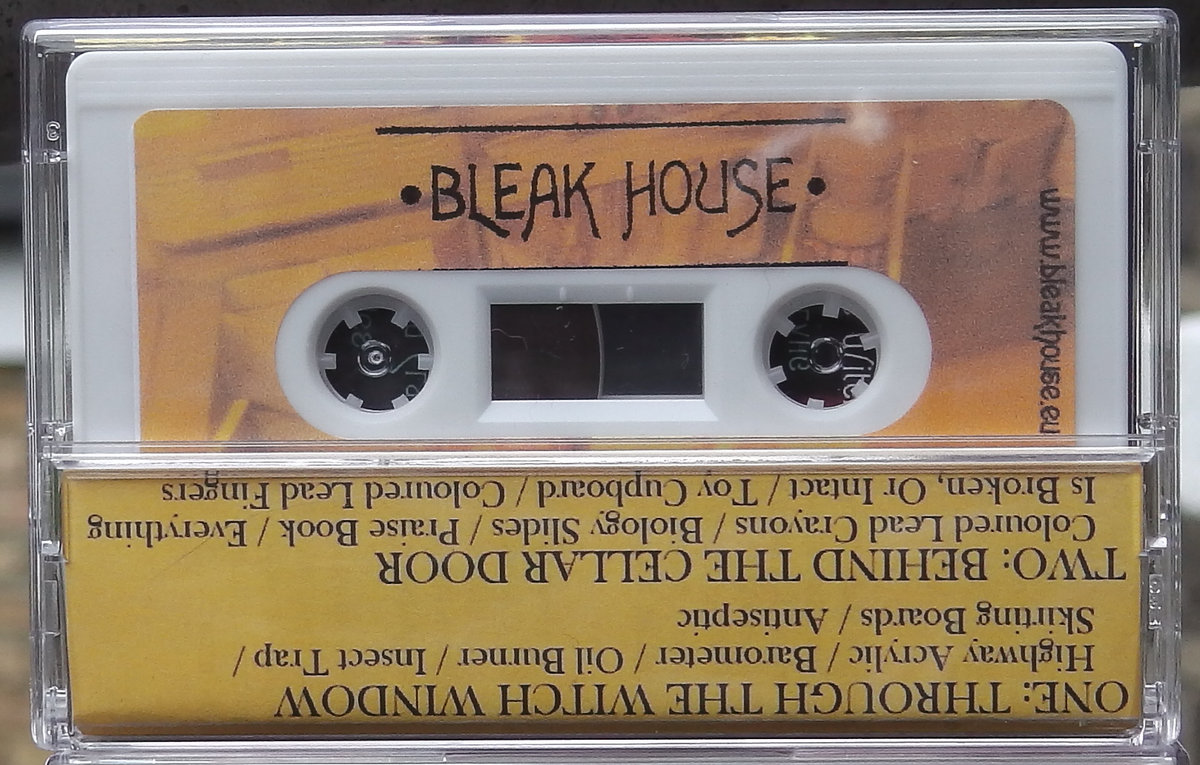 •BLEAK HOUSE•
www.bleakhouse.eu
ONE: THROUGH THE WITCH WINDOW
Highway Acrylic / Barometer / Oil Burner / Insect Trap /
Skirting Boards / Antiseptic
TWO: BEHIND THE CELLAR DOOR
Coloured Lead Crayons / Biology Slides / Praise Book / Everything
Is Broken, Or Intact / Toy Cupboard / Coloured Lead Fingers